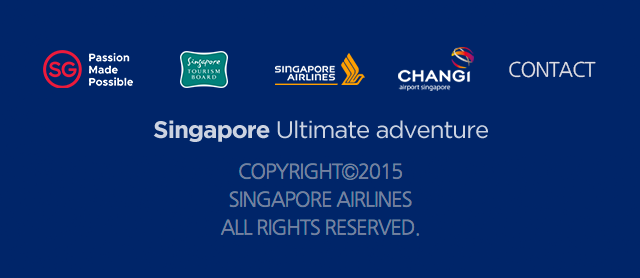 SG
Passion
Made
Possible
Singapore
TOURISM
BOARD
SINGAPORE
AIRLINES
CHANGI
airport singapore
CONTACT
Singapore Ultimate adventure
COPYRIGHT©2015
SINGAPORE AIRLINES
ALL RIGHTS RESERVED.